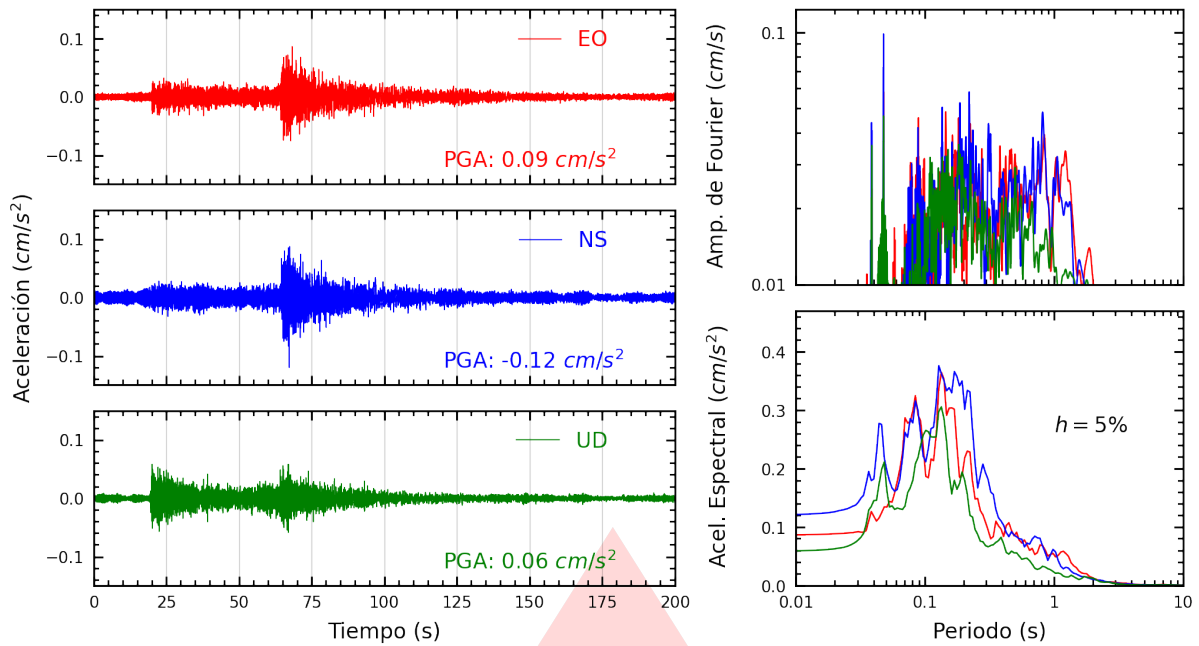 Aceleración (cm/s²)
0.1
0.0
−0.1
EO
PGA: 0.09 cm/s²
0.1
0.0
−0.1
NS
PGA: -0.12 cm/s²
0.1
0.0
−0.1
UD
PGA: 0.06 cm/s²
0 25 50 75 100 125 150 175 200
Tiempo (s)
Amp. de Fourier (cm/s)
0.1
0.01
Acel. Espectral (cm/s²)
0.4
0.3
0.2
0.1
0.0
h = 5%
0.01 0.1 1 10
Periodo (s)